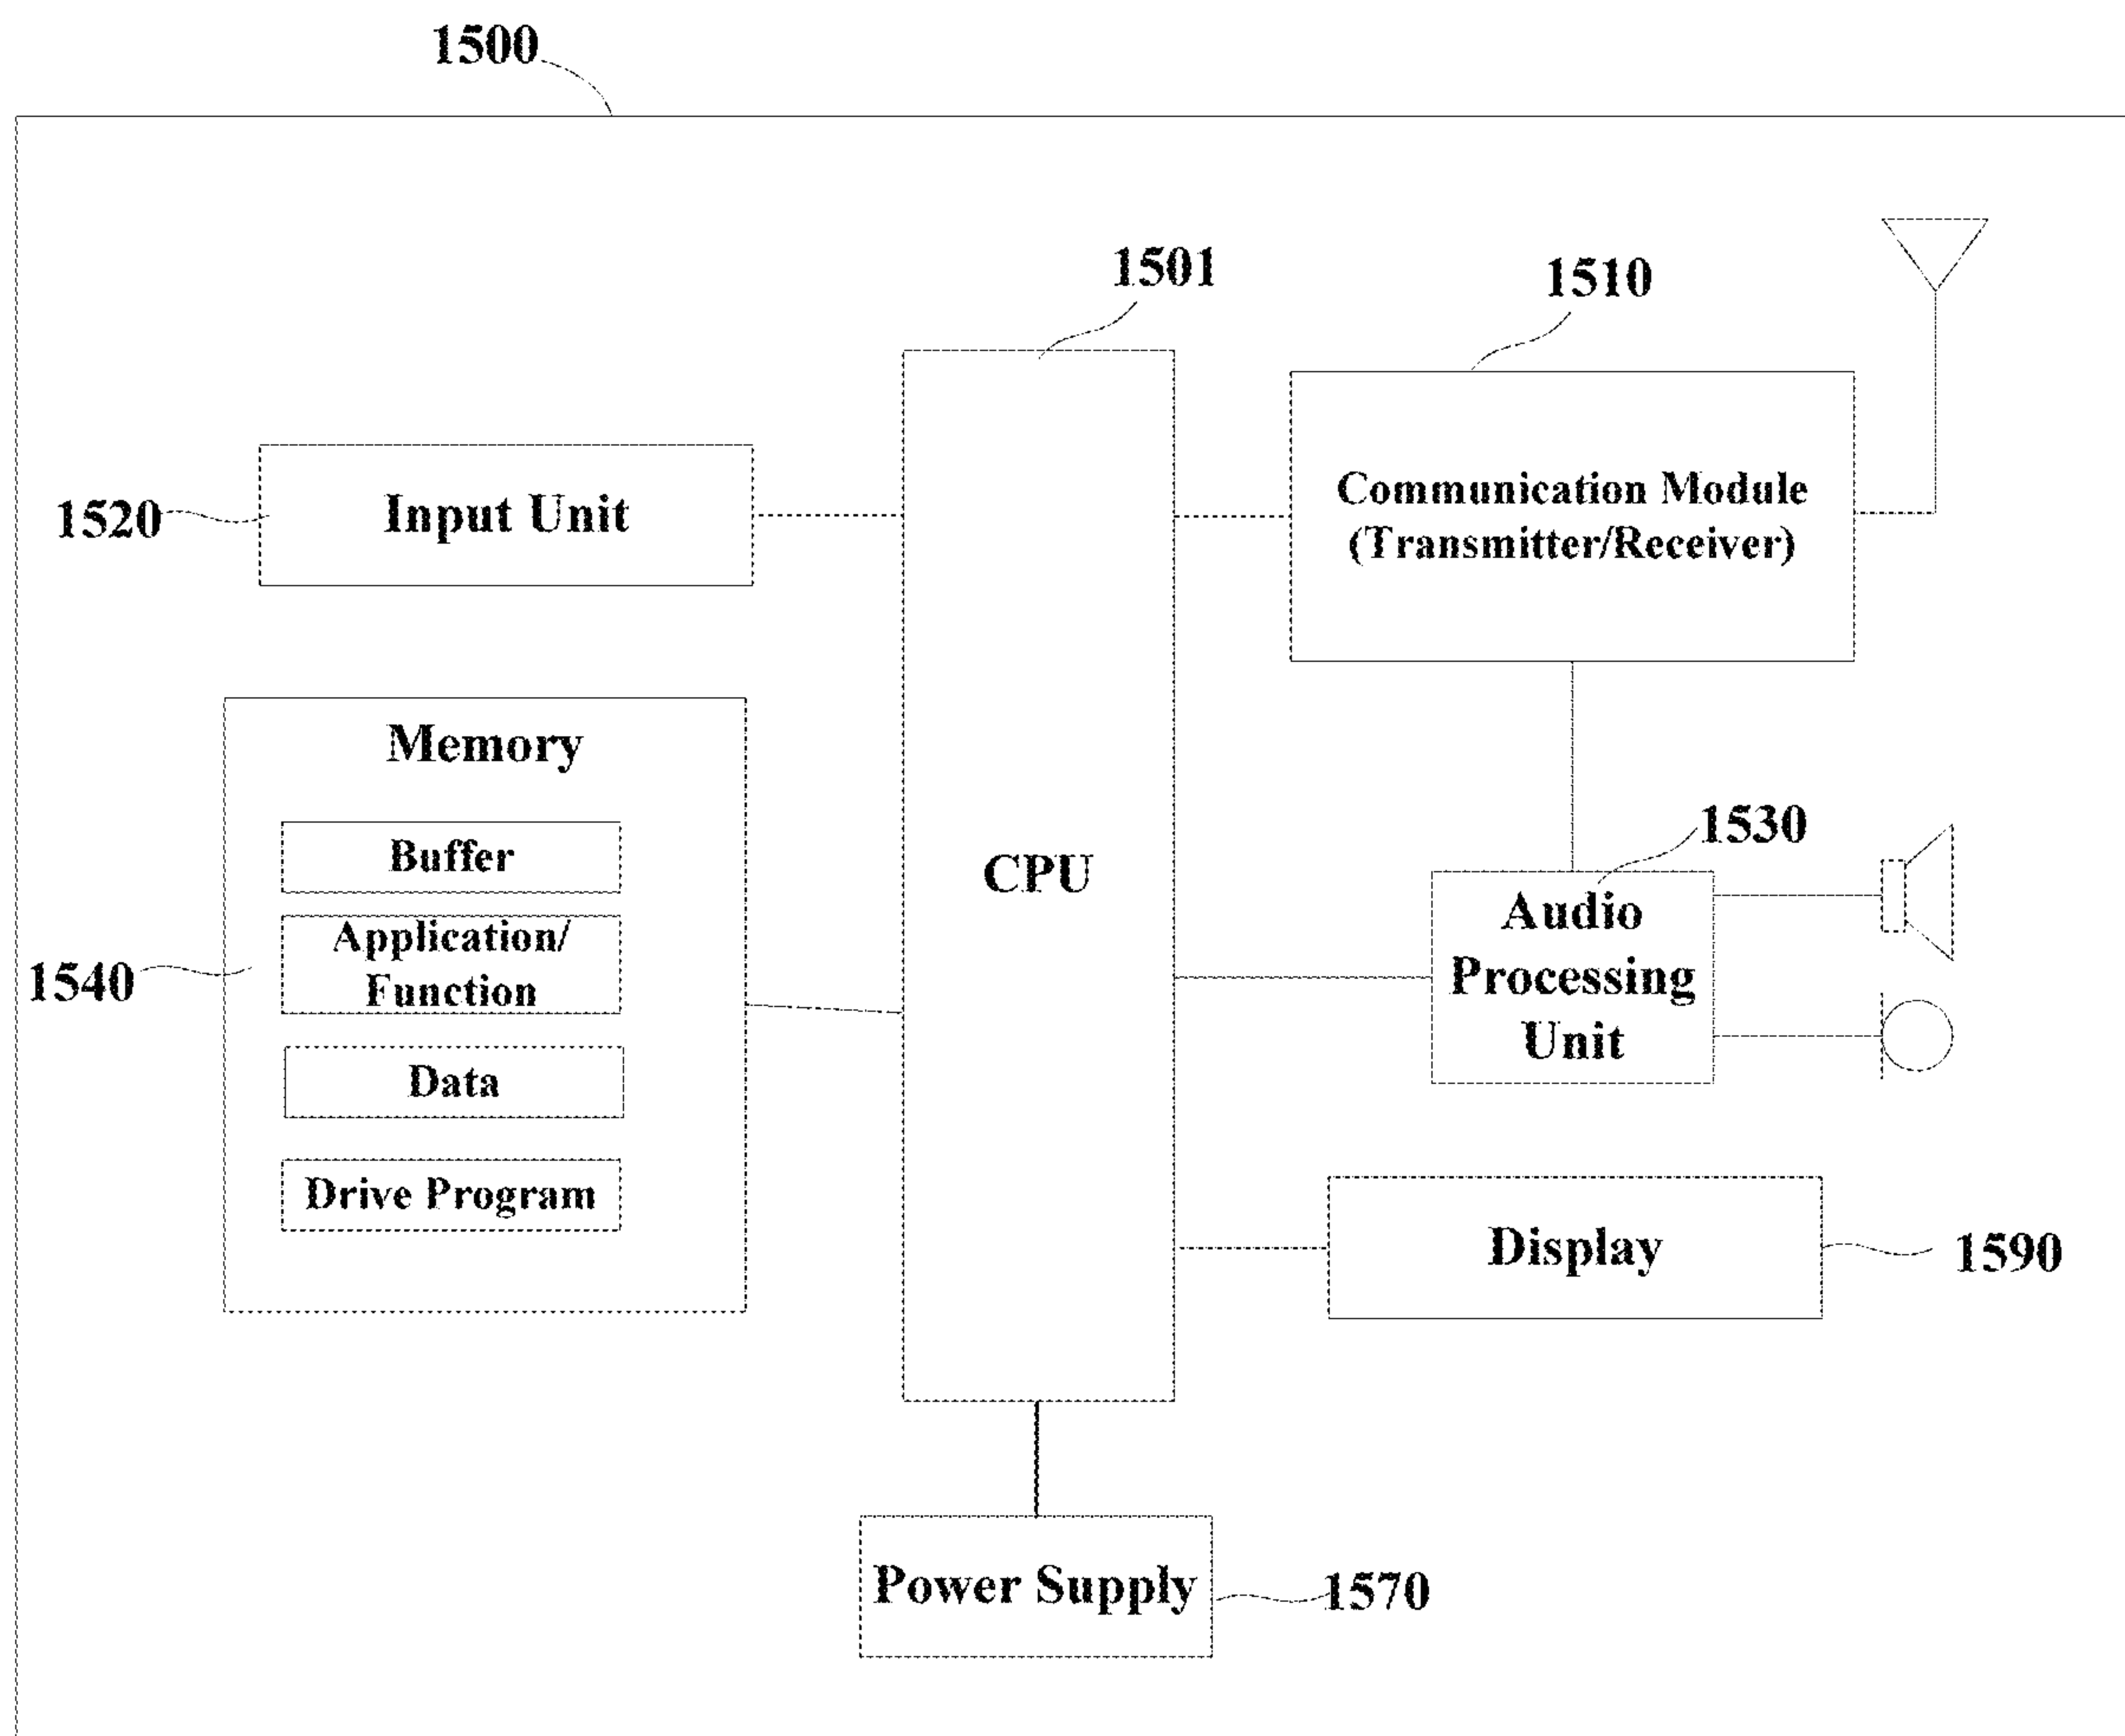 1500
1501
1510
1520
Input Unit
Communication Module
(Transmitter/Receiver)
Memory
Buffer
Application/
Function
Data
Drive Program
1540
CPU
1530
Audio
Processing
Unit
Display
1590
Power Supply
1570